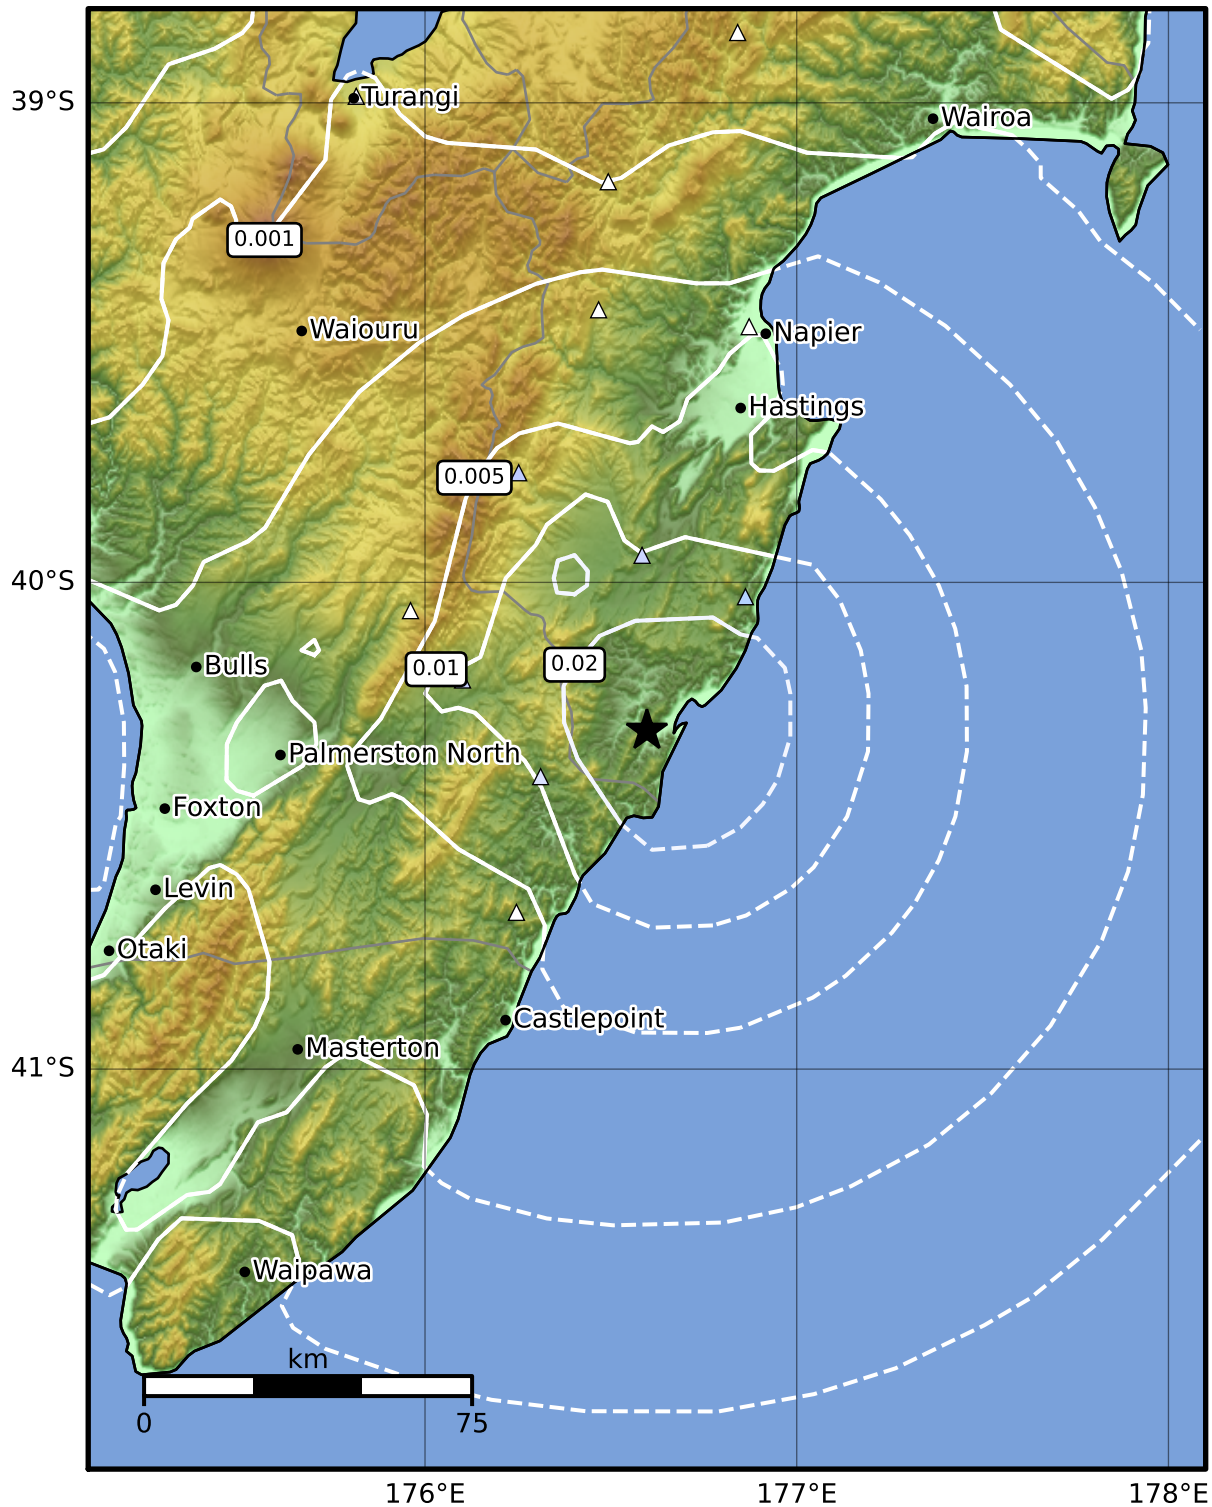 Turangi
39°S
Wairoa
0.001
Waiouru
Napier
Hastings
0.005
40°S
Bulls
0.01
0.02
Palmerston North
Foxton
Levin
Otaki
Castlepoint
Masterton
41°S
Waipawa
km
0 75
176°E 177°E 178°E